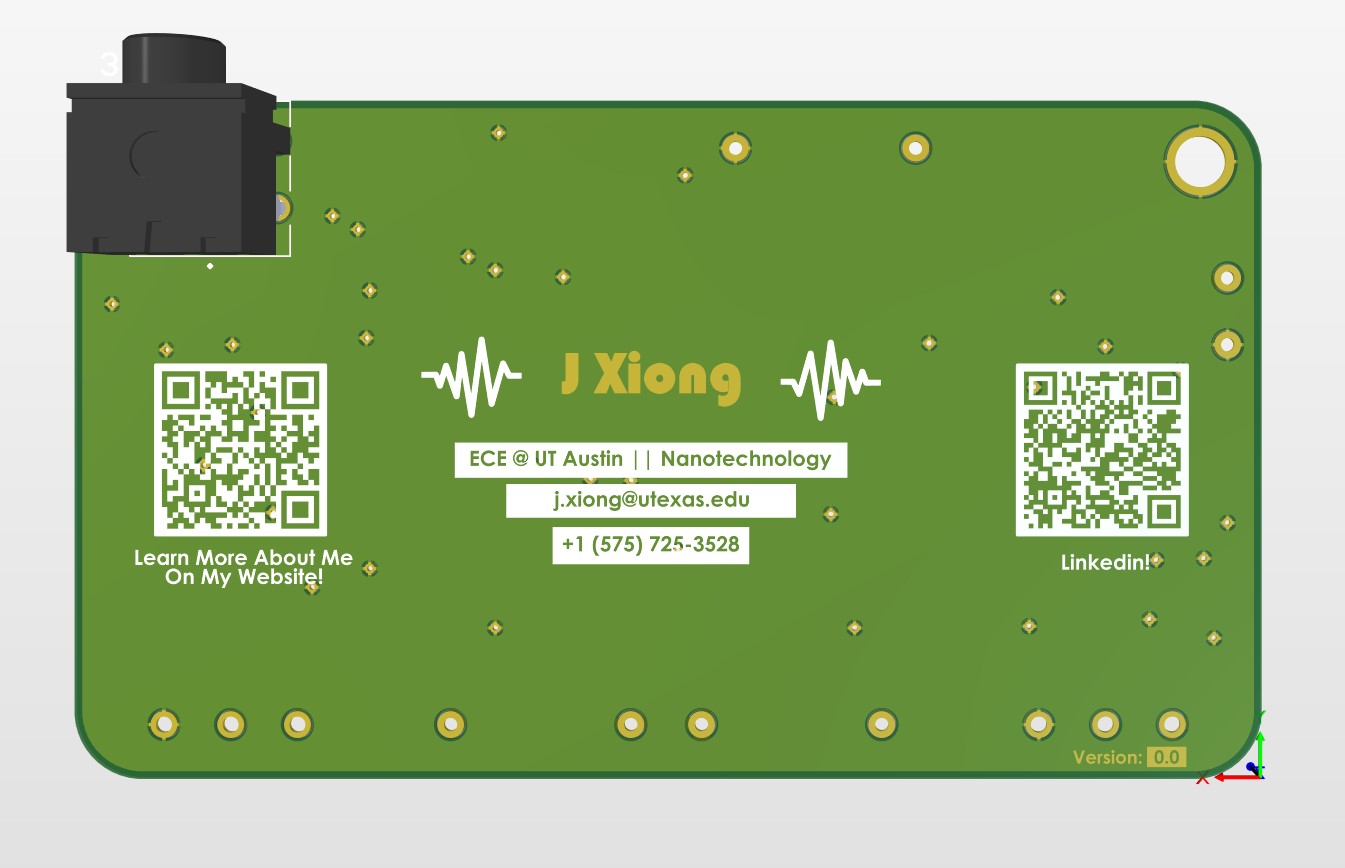 3
J Xiong
ECE @ UT Austin || Nanotechnology
j.xiong@utexas.edu
+1 (575) 725-3528
Learn More About Me
On My Website!
Linkedin!
Version: 0.0
Y
X